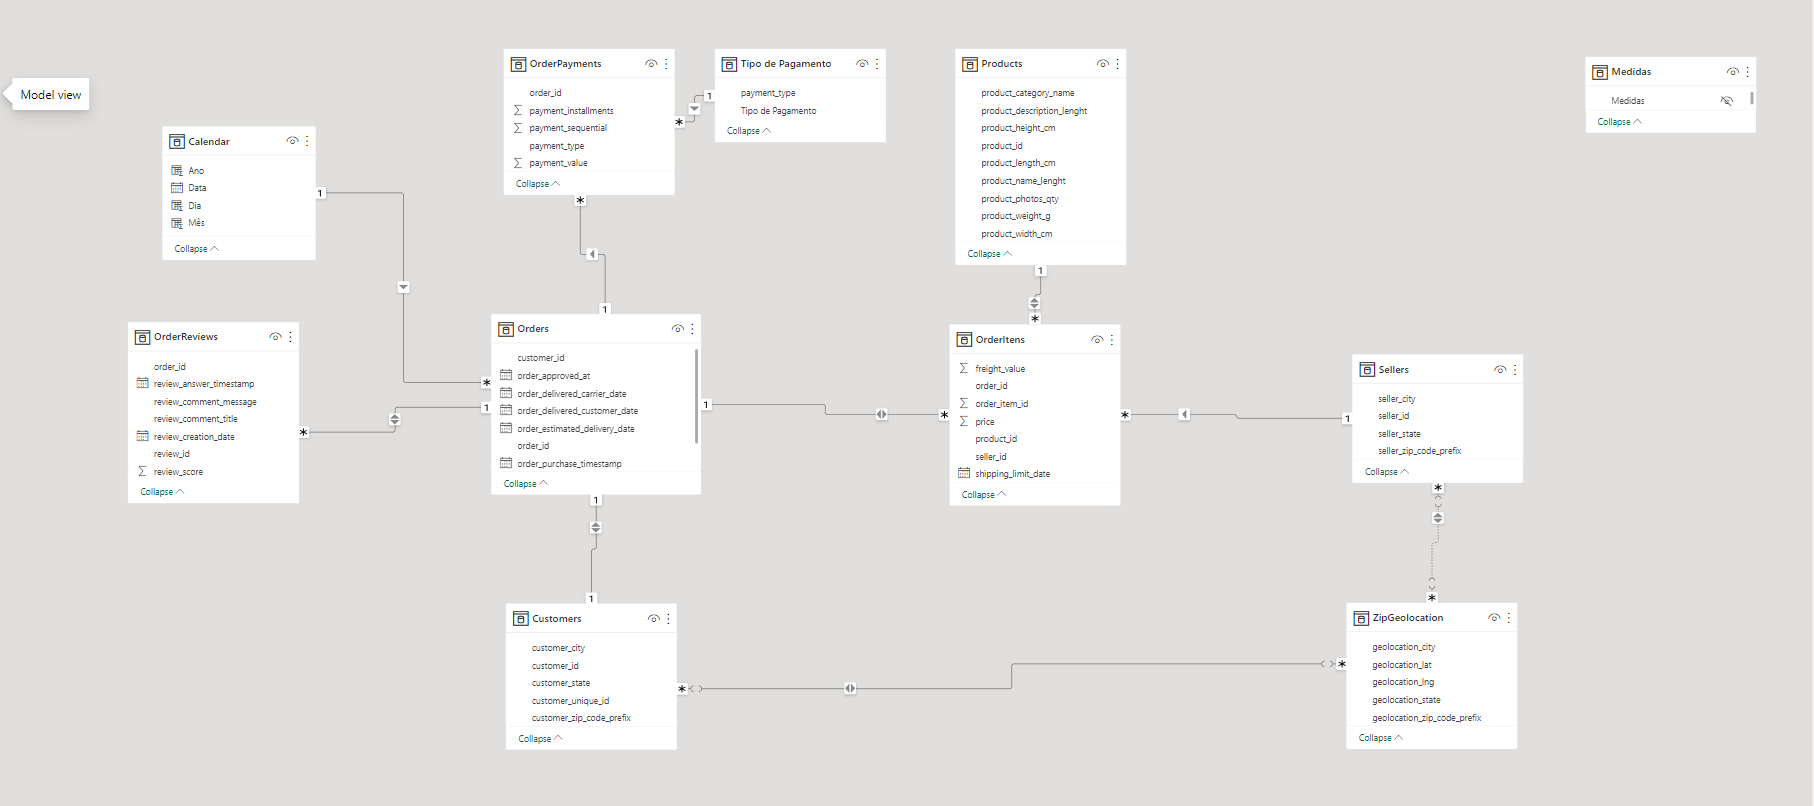 Model view
Calendar
Ano
Data
Dia
Mês
Collapse
OrderReviews
order_id
review_answer_timestamp
review_comment_message
review_comment_title
review_creation_date
review_id
review_score
Collapse
OrderPayments
order_id
payment_installments
payment_sequential
payment_type
payment_value
Collapse
Tipo de Pagamento
payment_type
Tipo de Pagamento
Collapse
Products
product_category_name
product_description_lenght
product_height_cm
product_id
product_length_cm
product_name_lenght
product_photos_qty
product_weight_g
product_width_cm
Collapse
Medidas
Medidas
Collapse
Orders
customer_id
order_approved_at
order_delivered_carrier_date
order_delivered_customer_date
order_estimated_delivery_date
order_id
order_purchase_timestamp
Collapse
OrderItens
freight_value
order_id
order_item_id
price
product_id
seller_id
shipping_limit_date
Collapse
Sellers
seller_city
seller_id
seller_state
seller_zip_code_prefix
Collapse
Customers
customer_city
customer_id
customer_state
customer_unique_id
customer_zip_code_prefix
Collapse
ZipGeolocation
geolocation_city
geolocation_lat
geolocation_lng
geolocation_state
geolocation_zip_code_prefix
Collapse
1
*
1
*
*
1
*
1
1
*
1
*
1
*
1
1
*
*
*
*